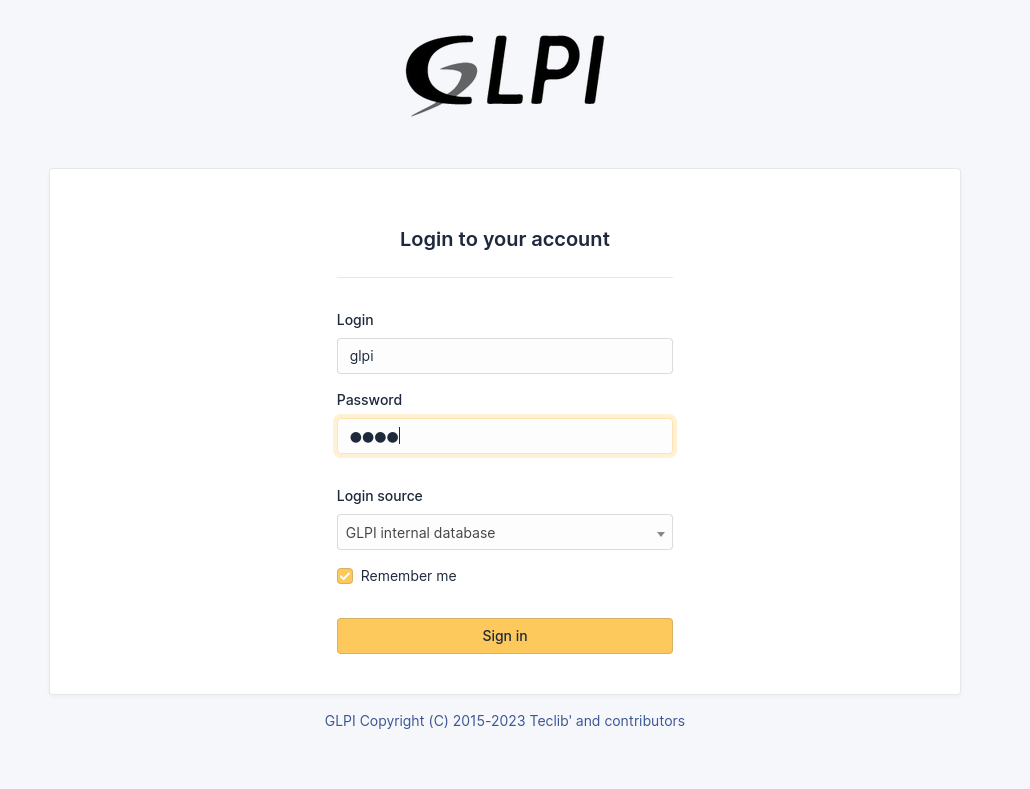 GLPI
Login to your account
Login
glpi
Password
●●●●
Login source
GLPI internal database
Remember me
Sign in
GLPI Copyright (C) 2015-2023 Teclib' and contributors